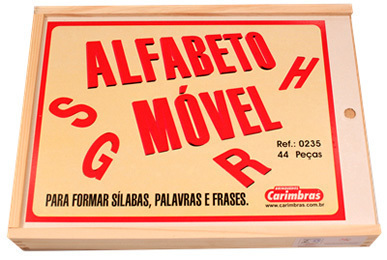 ALFABETO
MÓVEL
H
S
G
R
Ref.: 0235
44 Peças
PARA FORMAR SÍLABAS, PALAVRAS E FRASES.
Carimbras
www.carimbras.com.br